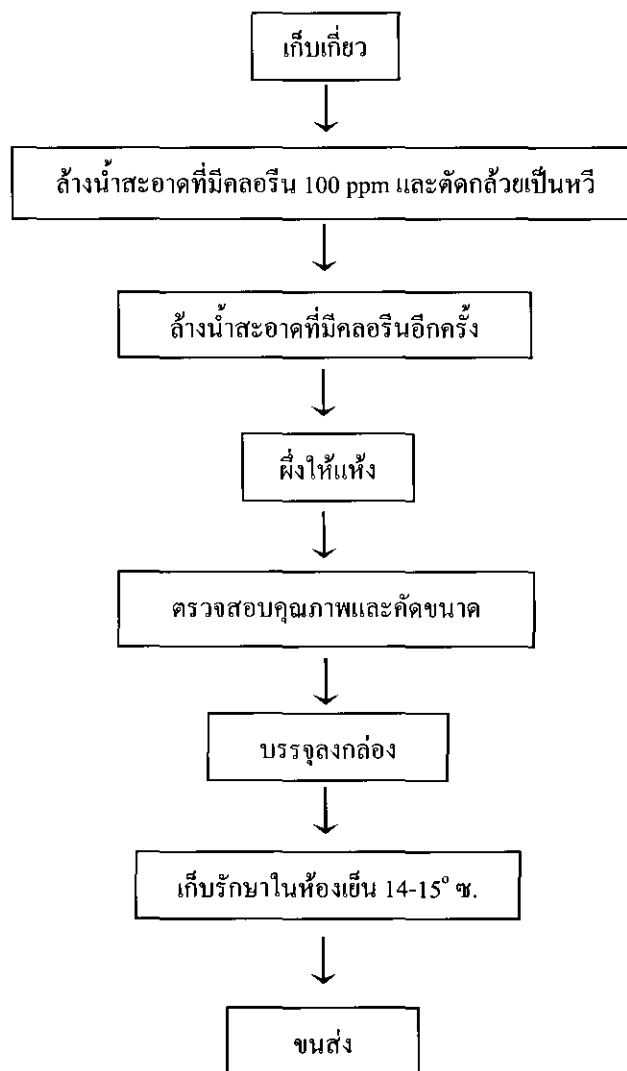 เก็บเกี่ยว
ล้างน้ำสะอาดที่มีคลอรีน 100 ppm และตัดกล้วยเป็นหวี
ล้างน้ำสะอาดที่มีคลอรีนอีกครั้ง
ผึ่งให้แห้ง
ตรวจสอบคุณภาพและคัดขนาด
บรรจุลงกล่อง
เก็บรักษาในห้องเย็น 14-15° ซ.
ขนส่ง